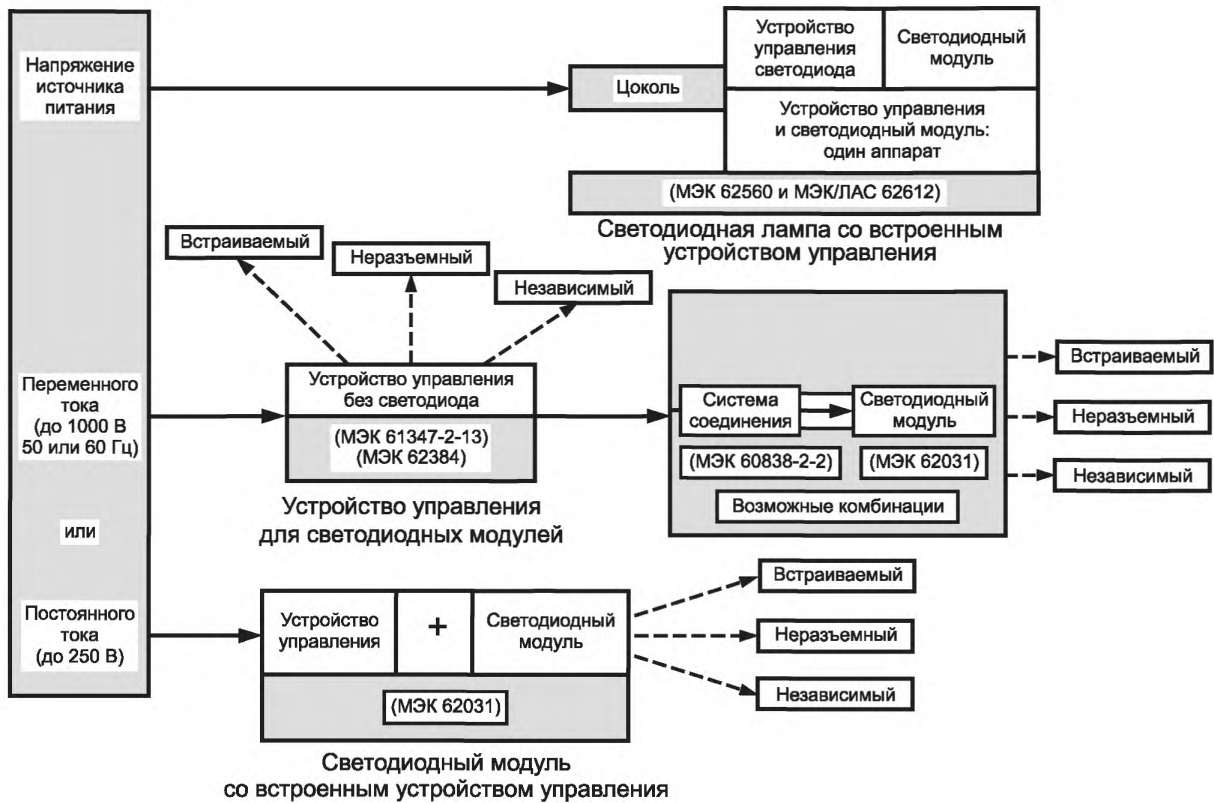 Напряжение
источника
питания
Переменного
тока
(до 1000 В
50 или 60 Гц)
или
Постоянного
тока
(до 250 В)
Цоколь
Устройство
управления
светодиода
Светодиодный
модуль
Устройство управления
и светодиодный модуль:
один аппарат
(МЭК 62560 и МЭК/ЛАС 62612)
Светодиодная лампа со встроенным
устройством управления
Встраиваемый
Неразъемный
Независимый
Устройство управления
без светодиода
(МЭК 61347-2-13)
(МЭК 62384)
Устройство управления
для светодиодных модулей
Система
соединения
Светодиодный
модуль
(МЭК 60838-2-2)
(МЭК 62031)
Возможные комбинации
Встраиваемый
Неразъемный
Независимый
Устройство
управления
+
Светодиодный
модуль
(МЭК 62031)
Светодиодный модуль
со встроенным устройством управления
Встраиваемый
Неразъемный
Независимый